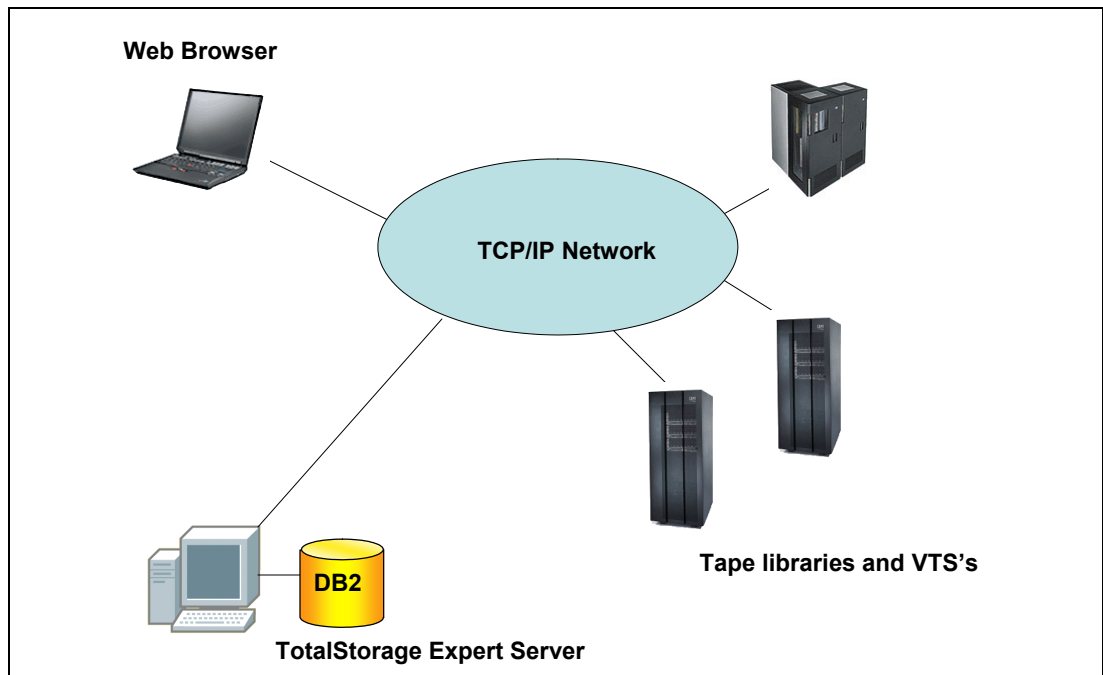 Web Browser
TCP/IP Network
Tape libraries and VTS's
DB2
TotalStorage Expert Server